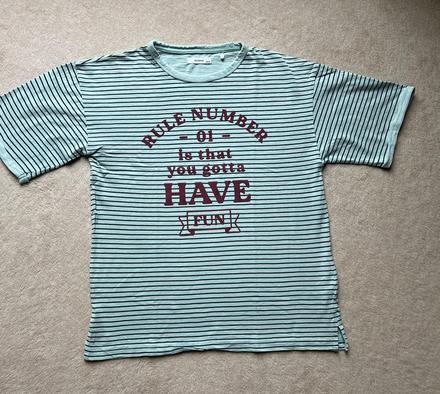 RULE NUMBER
- 01 -
is that
you gotta
HAVE
FUN